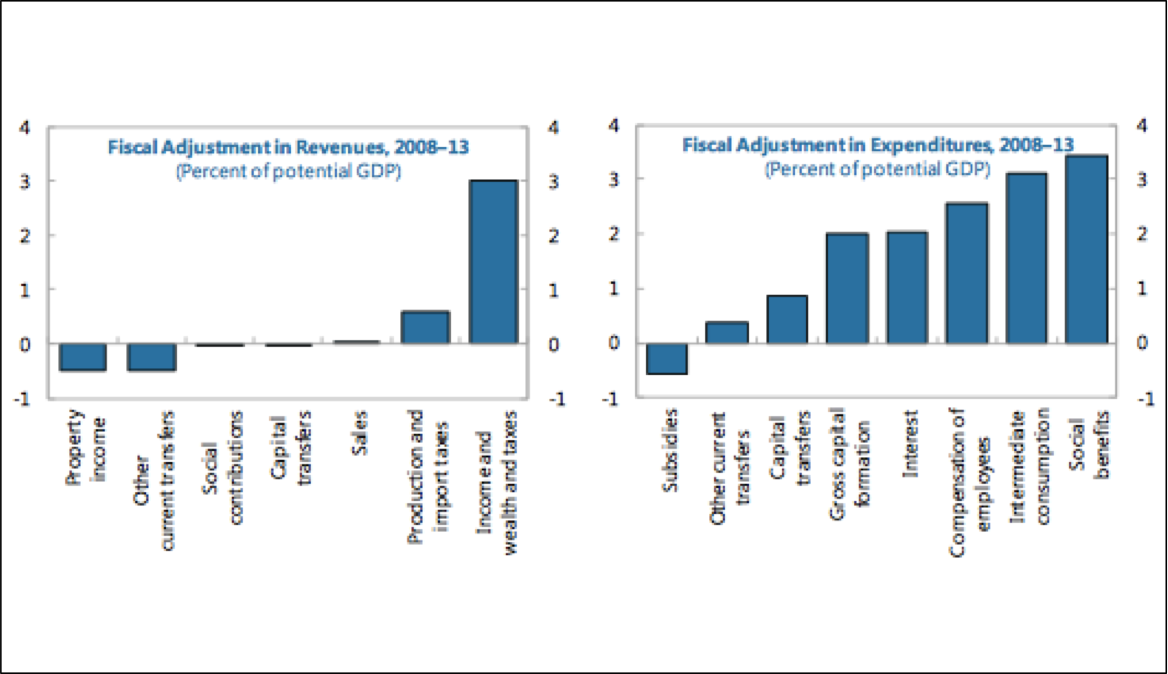 Fiscal Adjustment in Revenues, 2008–13
(Percent of potential GDP)
4
3
2
1
0
-1
4
3
2
1
0
-1
Property
income
Other
current transfers
Social
contributions
Capital
transfers
Sales
Production and
import taxes
Income and
wealth and taxes
Fiscal Adjustment in Expenditures, 2008–13
(Percent of potential GDP)
4
3
2
1
0
-1
4
3
2
1
0
-1
Subsidies
Other current
transfers
Capital
transfers
Gross capital
formation
Interest
Compensation of
employees
Intermediate
consumption
Social
benefits